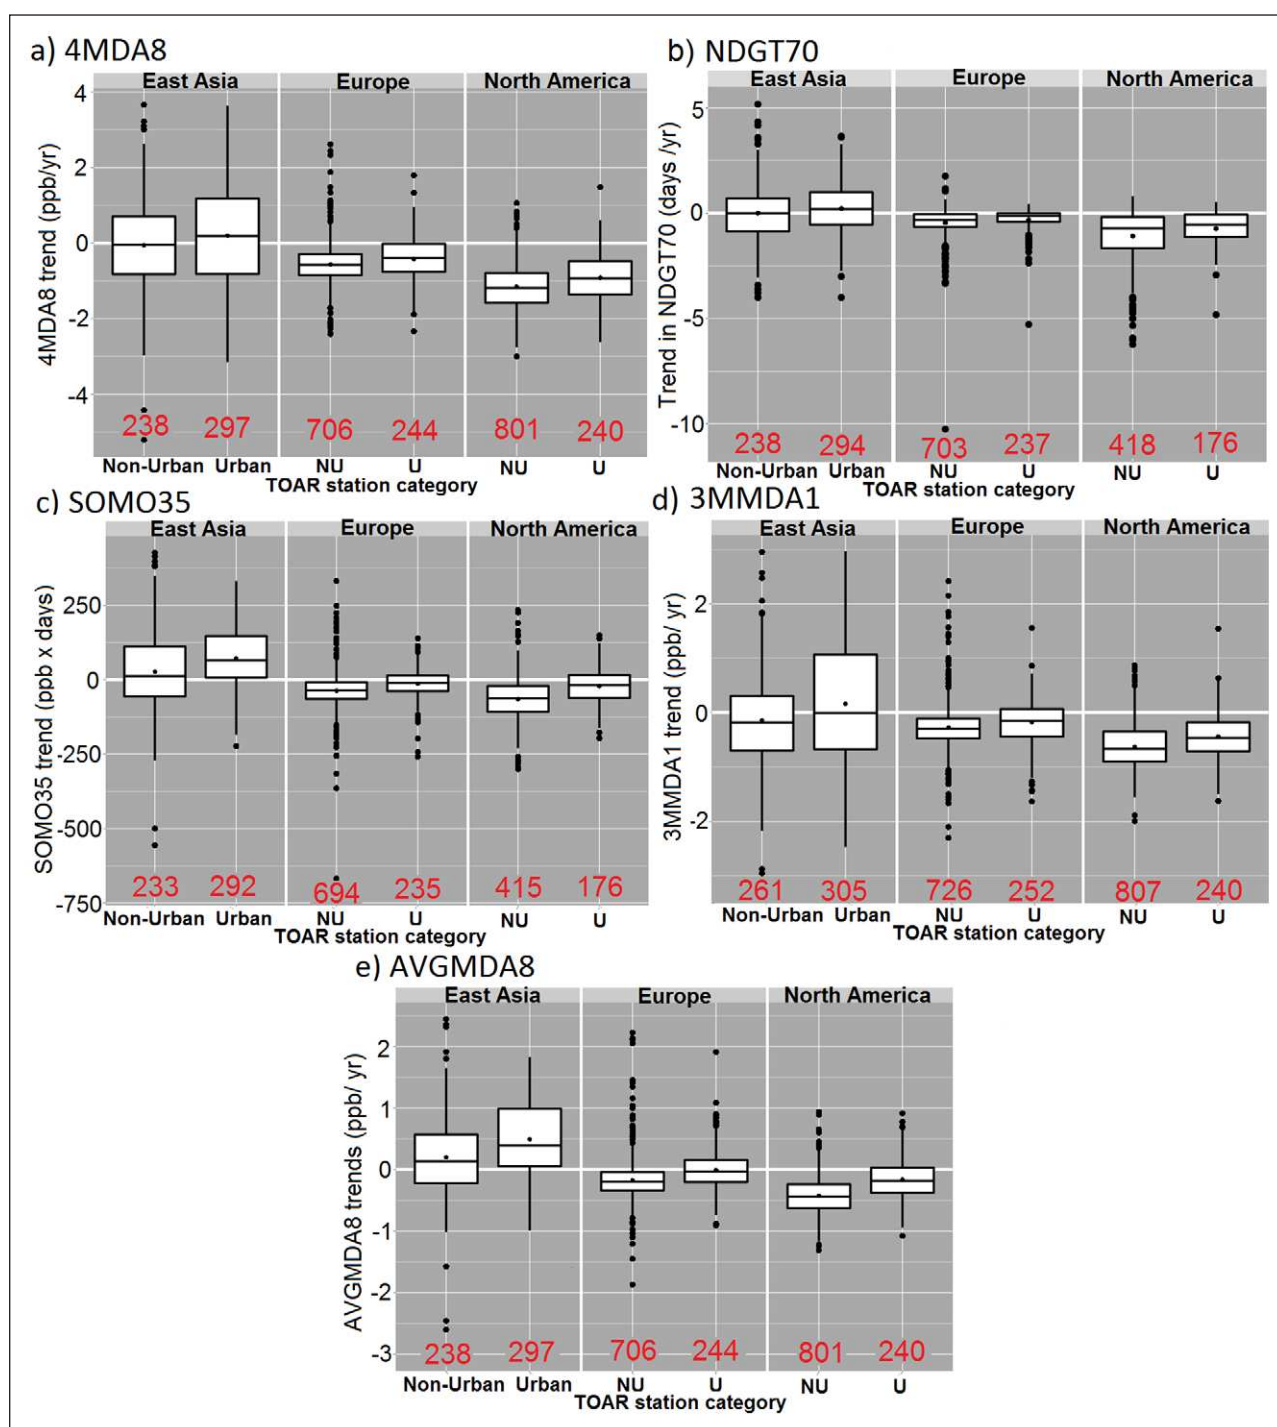 a) 4MDA8
East Asia Europe North America
4MDA8 trend (ppb/yr)
4
2
0
-2
-4
238 297 706 244 801 240
Non-Urban Urban NU U NU U
TOAR station category
b) NDGT70
East Asia Europe North America
Trend in NDGT70 (days /yr)
5
0
-5
-10
238 294 703 237 418 176
Non-Urban Urban NU U NU U
TOAR station category
c) SOMO35
East Asia Europe North America
SOMO35 trend (ppb x days)
250
0
-250
-500
-750
233 292 694 235 415 176
Non-Urban Urban NU U NU U
TOAR station category
d) 3MMDA1
East Asia Europe North America
3MMDA1 trend (ppb/ yr)
2
0
-2
261 305 726 252 807 240
Non-Urban Urban NU U NU U
TOAR station category
e) AVGMDA8
East Asia Europe North America
AVGMDA8 trends (ppb/ yr)
2
1
0
-1
-2
-3
238 297 706 244 801 240
Non-Urban Urban NU U NU U
TOAR station category